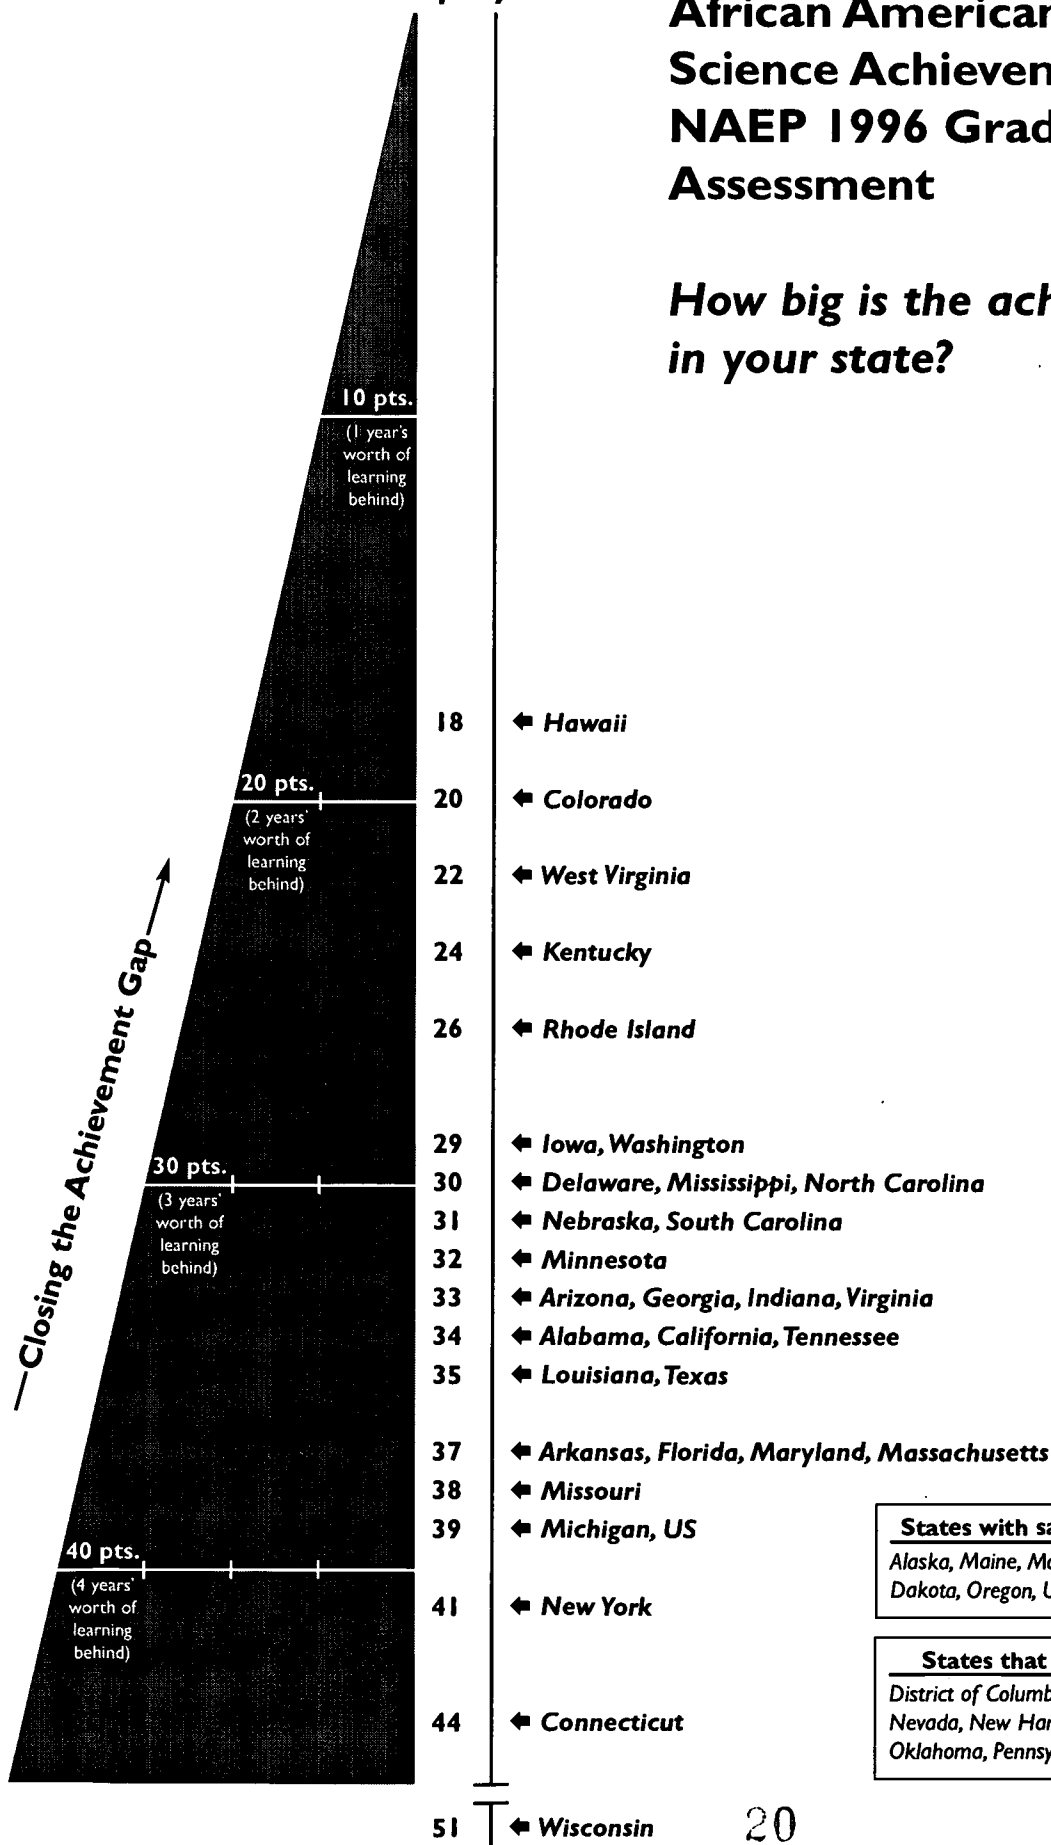 African American
Science Achieve
NAEP 1996 Grad
Assessment
How big is the ach
in your state?
10 pts.
(1 year's
worth of
learning
behind)
18 Hawaii
20 pts.
(2 years'
worth of
learning
behind)
20 Colorado
22 West Virginia
24 Kentucky
26 Rhode Island
Closing the Achievement Gap
29 Iowa, Washington
30 pts.
(3 years'
worth of
learning
behind)
30 Delaware, Mississippi, North Carolina
31 Nebraska, South Carolina
32 Minnesota
33 Arizona, Georgia, Indiana, Virginia
34 Alabama, California, Tennessee
35 Louisiana, Texas
37 Arkansas, Florida, Maryland, Massachusetts
38 Missouri
39 Michigan, US
40 pts.
(4 years'
worth of
learning
behind)
41 New York
44 Connecticut
51 Wisconsin
States with sa
Alaska, Maine, Mo
Dakota, Oregon, U
States that
District of Columb
Nevada, New Har
Oklahoma, Pennsy
20